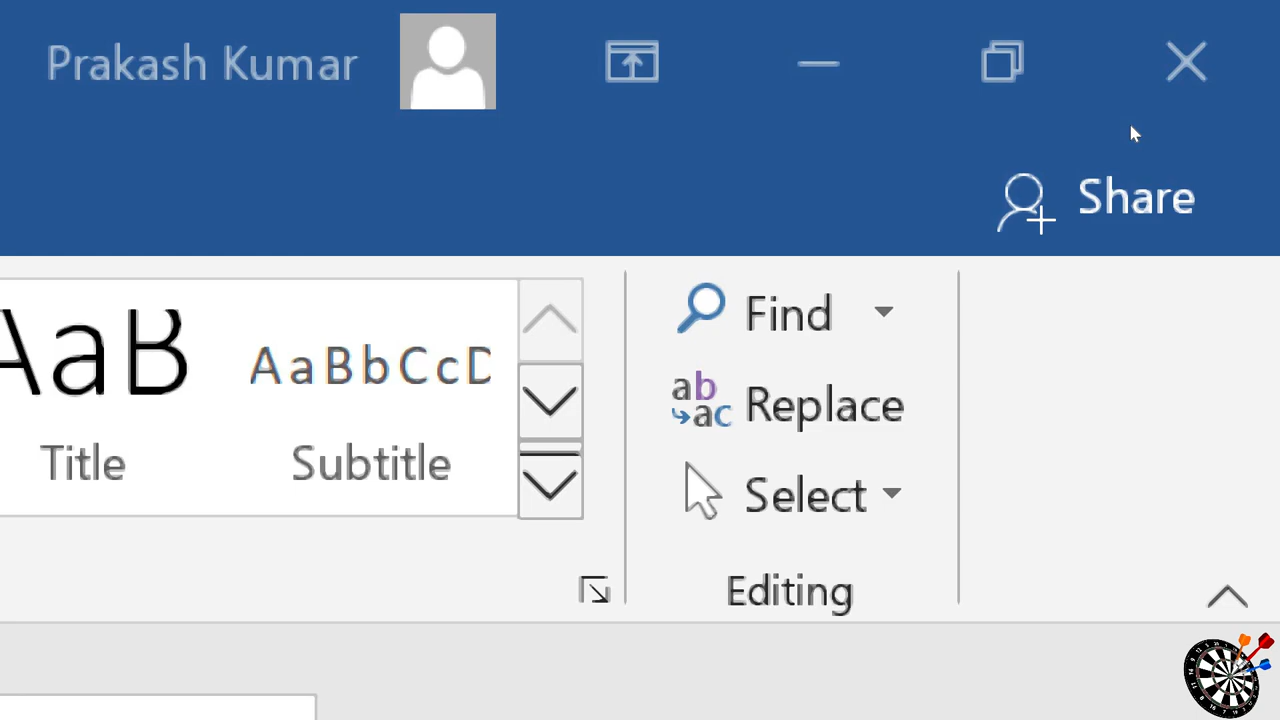 Prakash Kumar
Share
AaB
AaBbCcD
Title
Subtitle
Find
ab
ac
Replace
Select
Editing